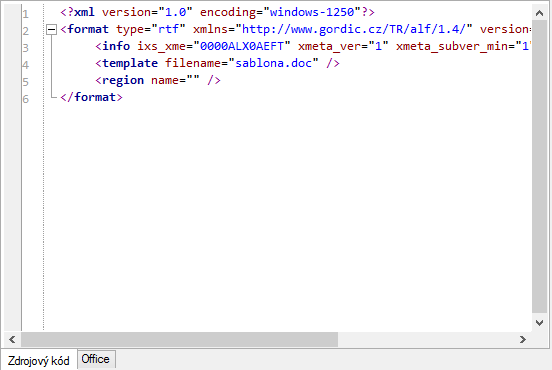 1 <?xml version="1.0" encoding="windows-1250"?>
2 <format type="rtf" xmlns="http://www.gordic.cz/TR/alf/1.4/" version=
3 <info ixs_xme="0000ALX0AEFT" xmeta_ver="1" xmeta_subver_min="1"
4 <template filename="sablona.doc" />
5 <region name="" />
6 </format>
Zdrojový kód Office